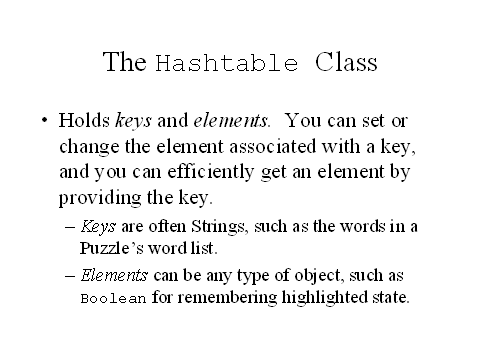 The Hashtable Class
• Holds keys and elements. You can set or
change the element associated with a key,
and you can efficiently get an element by
providing the key.
– Keys are often Strings, such as the words in a
Puzzle's word list.
– Elements can be any type of object, such as
Boolean for remembering highlighted state.